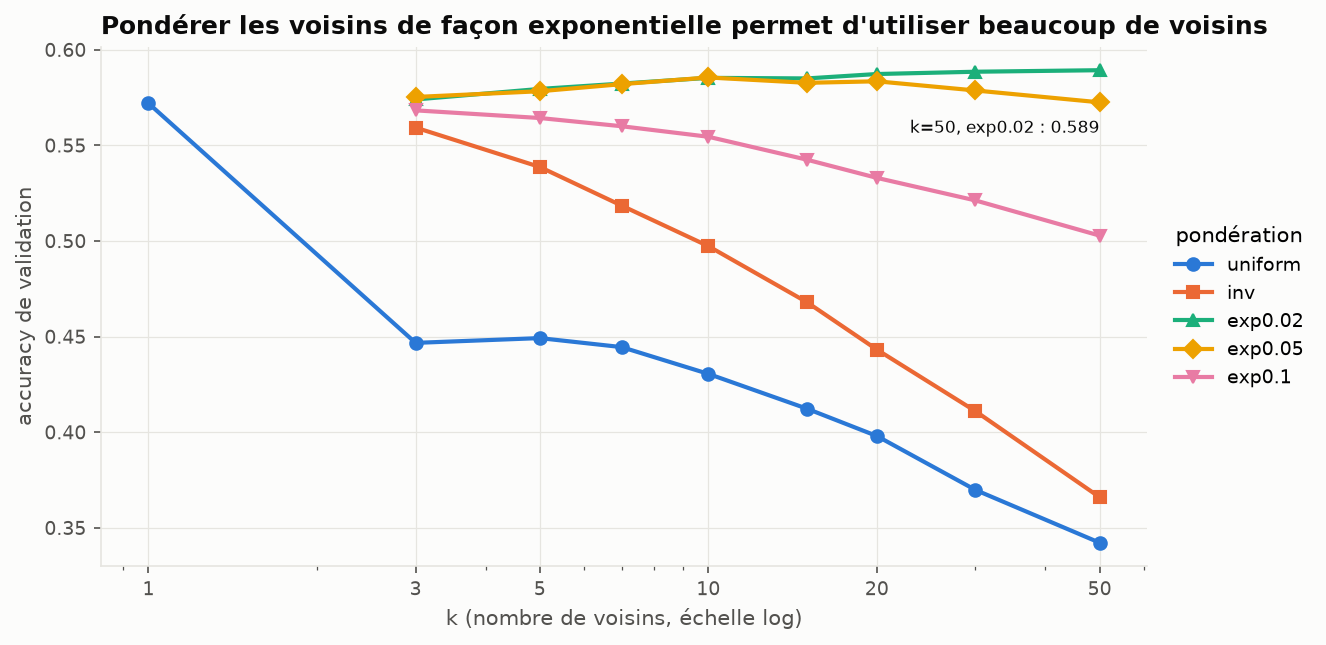 Pondérer les voisins de façon exponentielle permet d'utiliser beaucoup de voisins
accuracy de validation
0.60
0.55
0.50
0.45
0.40
0.35
k=50, exp0.02 : 0.589
1
3
5
10
20
50
k (nombre de voisins, échelle log)
pondération
uniform
inv
exp0.02
exp0.05
exp0.1